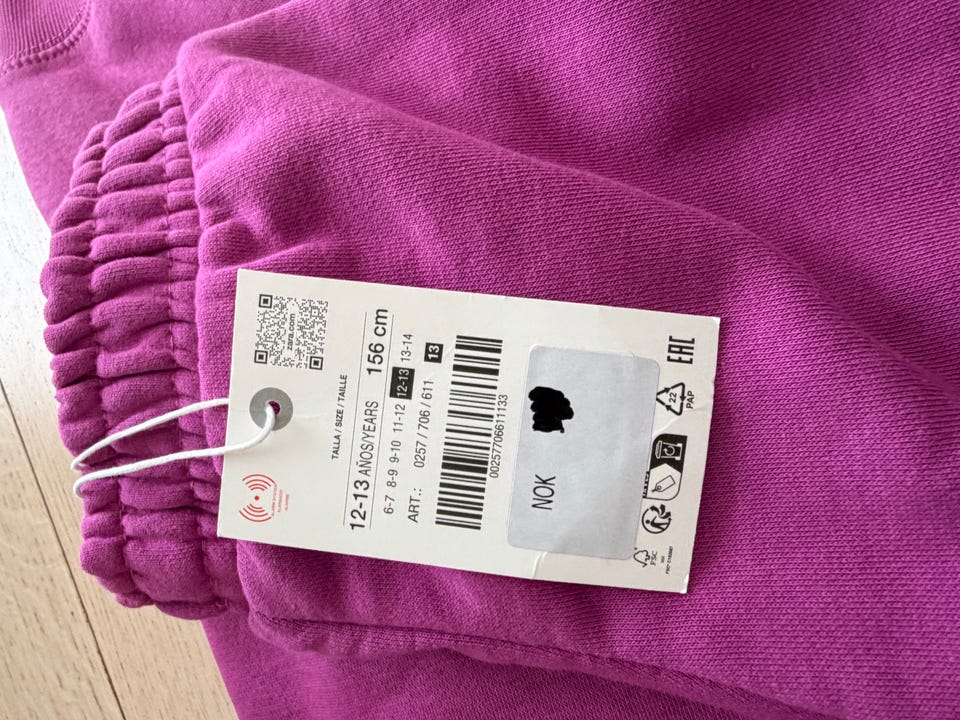 zara.com
TALLA / SIZE / TAILLE
12-13 AÑOS/YEARS 156 cm
6-7 8-9 9-10 11-12 12-13 13-14
ART.: 0257 / 706 / 611 13
00257706611133
NOK
EAC
22
PAP
FSC